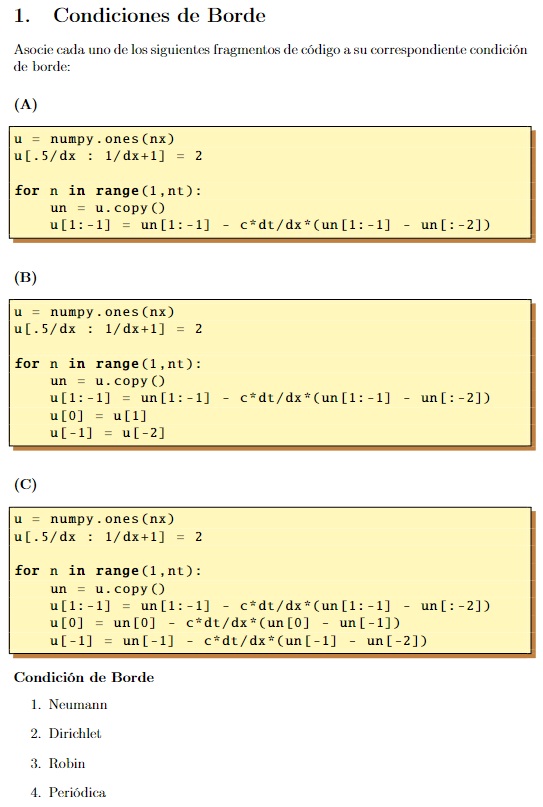 1. Condiciones de Borde
Asocie cada uno de los siguientes fragmentos de código a su correspondiente condición
de borde:
(A)
u = numpy.ones(nx)
u[.5/dx : 1/dx+1] = 2
for n in range(1,nt):
    un = u.copy()
    u[1:-1] = un[1:-1] - c*dt/dx*(un[1:-1] - un[:-2])
(B)
u = numpy.ones(nx)
u[.5/dx : 1/dx+1] = 2
for n in range(1,nt):
    un = u.copy()
    u[1:-1] = un[1:-1] - c*dt/dx*(un[1:-1] - un[:-2])
    u[0] = u[1]
    u[-1] = u[-2]
(C)
u = numpy.ones(nx)
u[.5/dx : 1/dx+1] = 2
for n in range(1,nt):
    un = u.copy()
    u[1:-1] = un[1:-1] - c*dt/dx*(un[1:-1] - un[:-2])
    u[0] = un[0] - c*dt/dx*(un[0] - un[-1])
    u[-1] = un[-1] - c*dt/dx*(un[-1] - un[-2])
Condición de Borde
1. Neumann
2. Dirichlet
3. Robin
4. Periódica